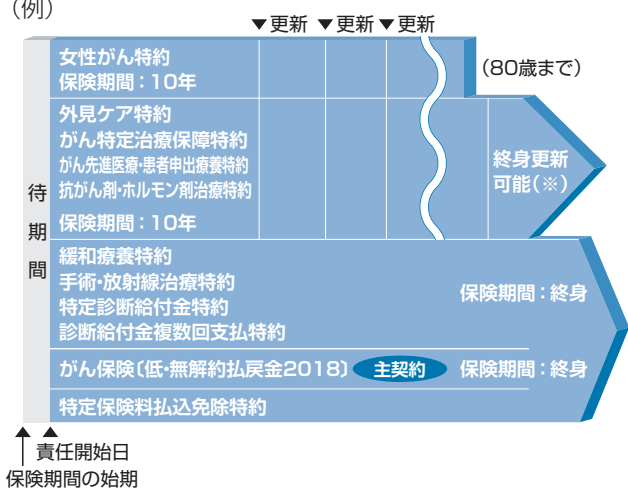 (例)
▼更新 ▼更新 ▼更新
女性がん特約
保険期間：10年
(80歳まで)
外見ケア特約
がん特定治療保障特約
がん先進医療・患者申出療養特約
抗がん剤・ホルモン剤治療特約
保険期間：10年
終身更新
可能(※)
待期間
緩和療養特約
手術・放射線治療特約
特定診断給付金特約
診断給付金複数回支払特約
保険期間：終身
がん保険〔低・無解約払戻金2018〕 主契約 保険期間：終身
特定保険料払込免除特約
責任開始日
保険期間の始期